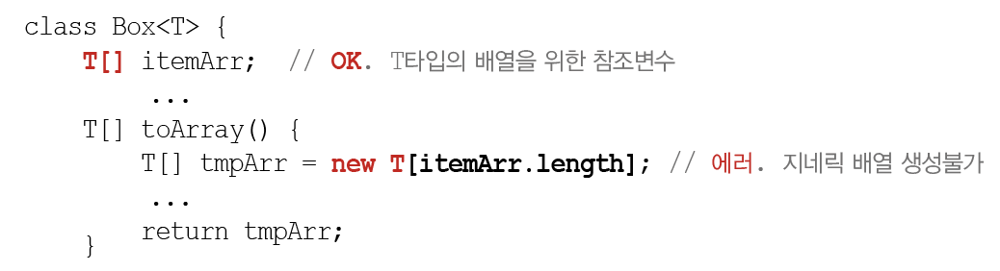 class Box<T> {
T[] itemArr; // OK. T타입의 배열을 위한 참조변수
...
T[] toArray() {
T[] tmpArr = new T[itemArr.length]; // 에러. 지네릭 배열 생성불가
...
return tmpArr;
}